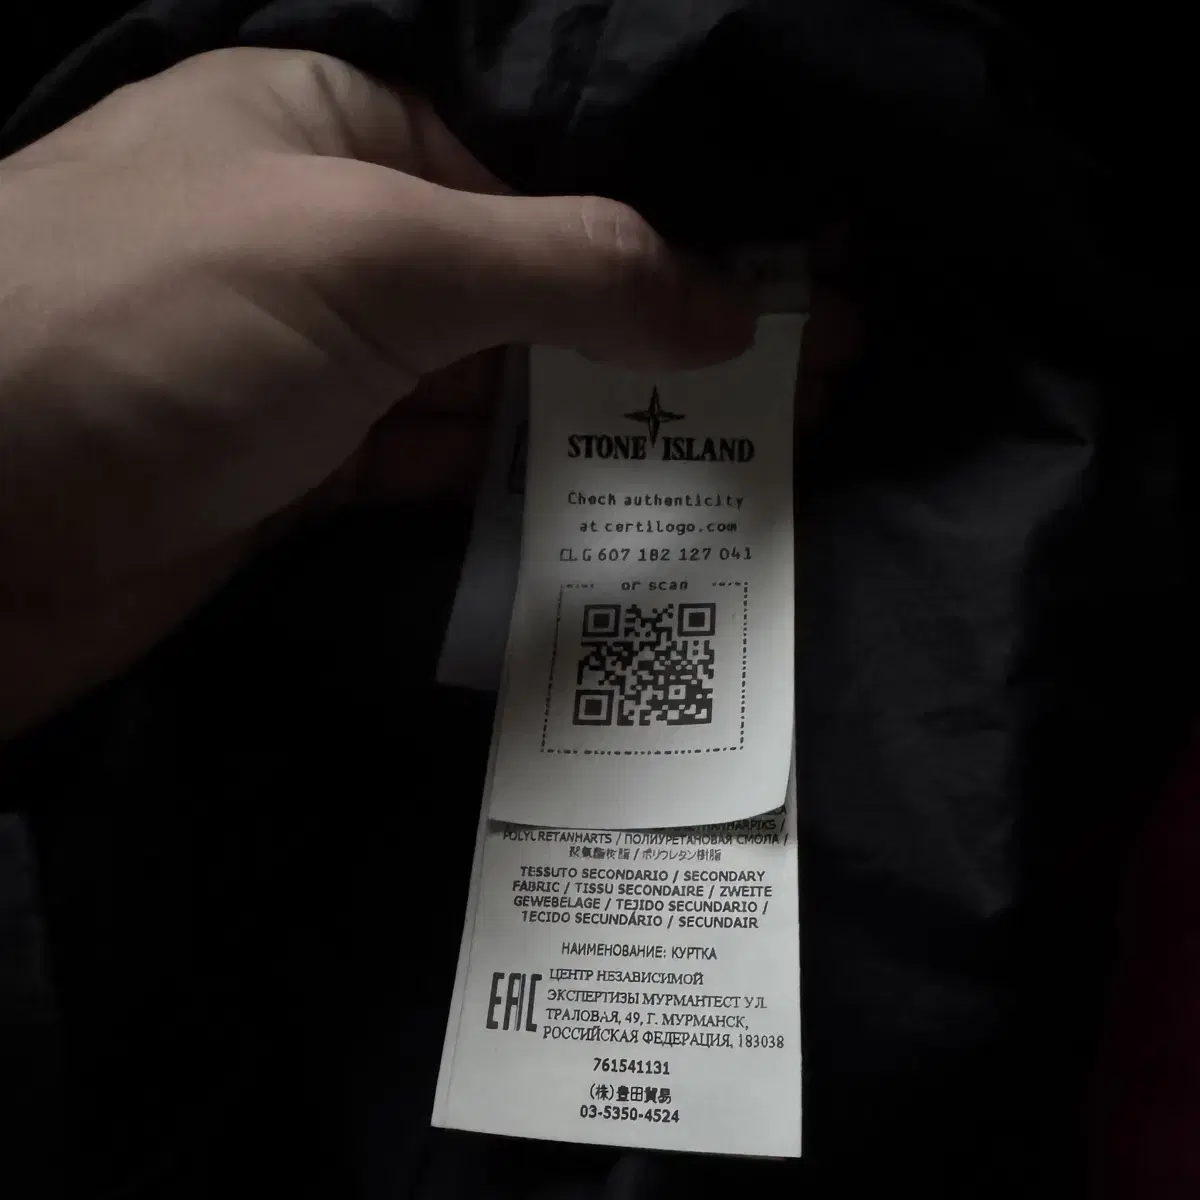 STONE ISLAND
Check authenticity
at certilogo.com
CLG 607 182 127 041
or scan
POLYURETANHARTS / ПОЛИУРЕТАНОВАЯ СМОЛА /
聚氨酯树脂 / ポリウレタン樹脂
TESSUTO SECONDARIO / SECONDARY
FABRIC / TISSU SECONDAIRE / ZWEITE
GEWEBELAGE / TEJIDO SECUNDARIO /
TECIDO SECUNDÁRIO / SECUNDAIR
НАИМЕНОВАНИЕ: КУРТКА
EAC
ЦЕНТР НЕЗАВИСИМОЙ
ЭКСПЕРТИЗЫ МУРМАНТЕСТ УЛ.
ТРАЛОВАЯ, 49, Г. МУРМАНСК,
РОССИЙСКАЯ ФЕДЕРАЦИЯ, 183038
761541131
(株)豊田貿易
03-5350-4524